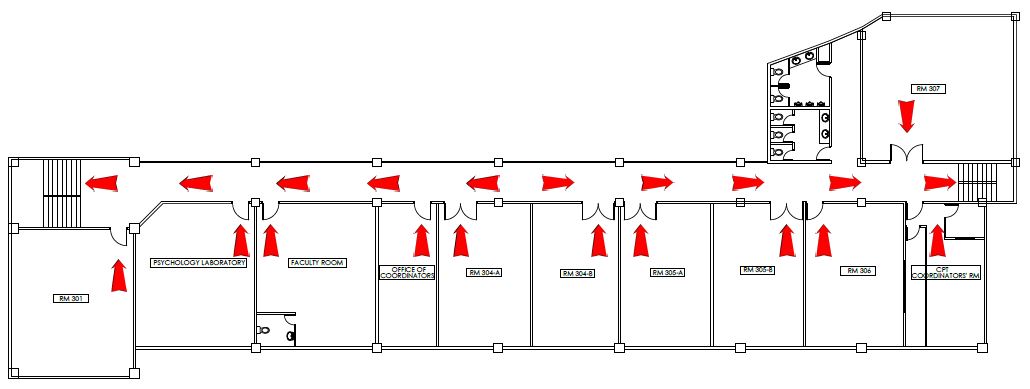 RM 307
PSYCHOLOGY LABORATORY
FACULTY ROOM
OFFICE OF
COORDINATORS
RM 304-A
RM 304-B
RM 305-A
RM 305-B
RM 306
CPT
COORDINATORS' RM.
RM 301